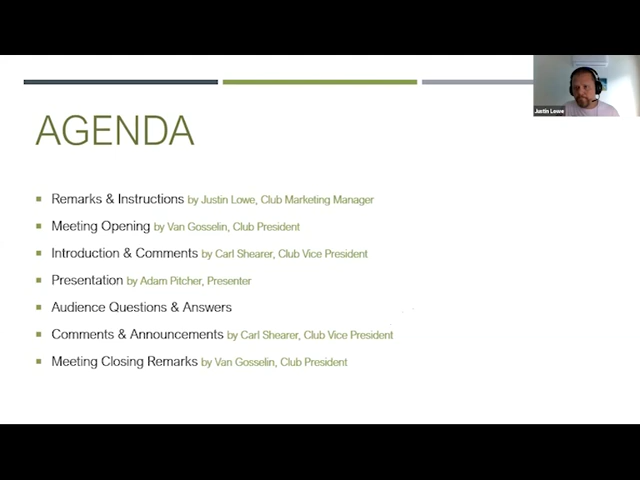 Justin Lowe
AGENDA
Remarks & Instructions by Justin Lowe, Club Marketing Manager
Meeting Opening by Van Gosselin, Club President
Introduction & Comments by Carl Shearer, Club Vice President
Presentation by Adam Pitcher, Presenter
Audience Questions & Answers
Comments & Announcements by Carl Shearer, Club Vice President
Meeting Closing Remarks by Van Gosselin, Club President